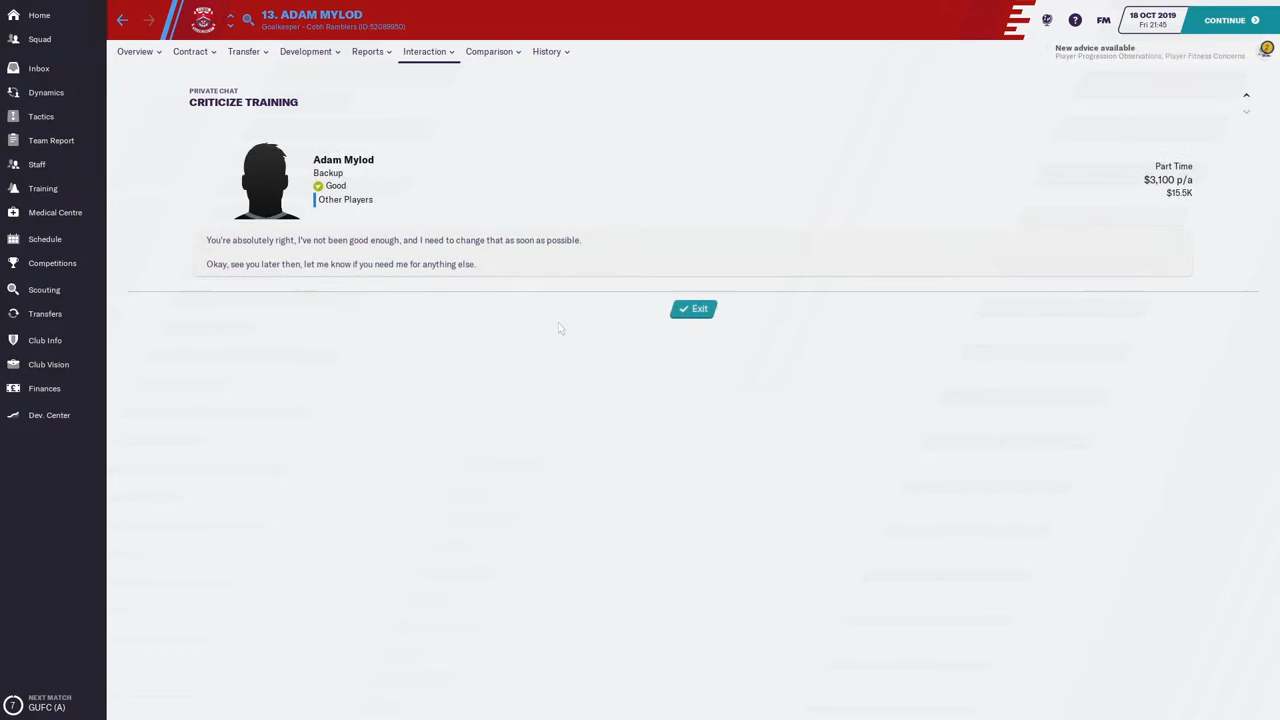 Home
Squad
Inbox
Dynamics
Tactics
Team Report
Staff
Training
Medical Centre
Schedule
Competitions
Scouting
Transfers
Club Info
Club Vision
Finances
Dev. Center
7
NEXT MATCH
GUFC (A)
13. ADAM MYLOD
Goalkeeper - Cobh Ramblers (ID:52089950)
FM
18 OCT 2019
Fri 21:45
CONTINUE
Overview
Contract
Transfer
Development
Reports
Interaction
Comparison
History
New advice available
Player Progression Observations, Player Fitness Concerns
2
PRIVATE CHAT
CRITICIZE TRAINING
Adam Mylod
Backup
Good
Other Players
Part Time
$3,100 p/a
$15.5K
You're absolutely right, I've not been good enough, and I need to change that as soon as possible.
Okay, see you later then, let me know if you need me for anything else.
Exit